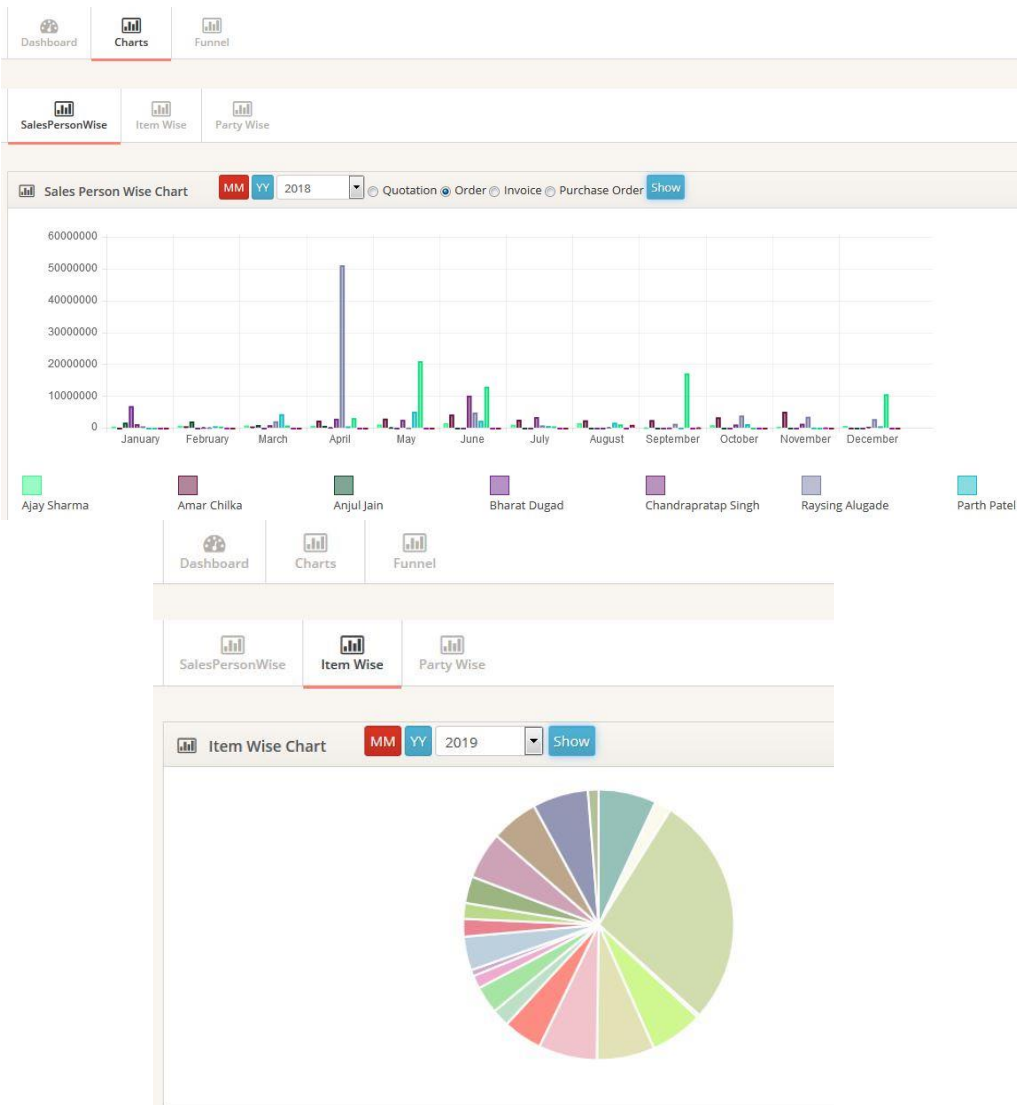 Dashboard Charts Funnel
SalesPersonWise Item Wise Party Wise
Sales Person Wise Chart MM YY 2018 Quotation Order Invoice Purchase Order Show
60000000
50000000
40000000
30000000
20000000
10000000
0
January February March April May June July August September October November December
Ajay Sharma Amar Chilka Anjul Jain Bharat Dugad Chandrapratap Singh Raysing Alugade Parth Patel
Dashboard Charts Funnel
SalesPersonWise Item Wise Party Wise
Item Wise Chart MM YY 2019 Show